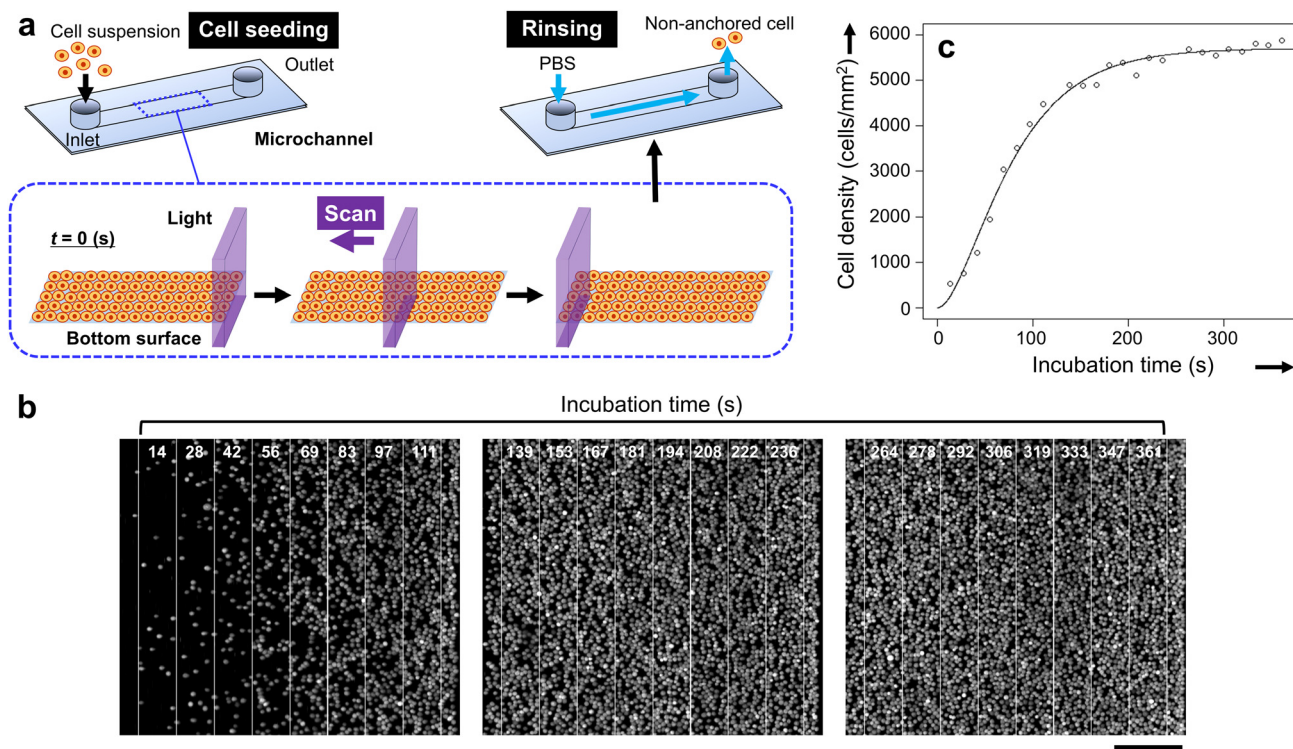 a
Cell suspension
Cell seeding
Outlet
Inlet
Microchannel
Rinsing
Non-anchored cell
PBS
Light
Scan
t = 0 (s)
Bottom surface
c
Cell density (cells/mm²)
6000
5000
4000
3000
2000
1000
0
0 100 200 300
Incubation time (s)
b
Incubation time (s)
14 28 42 56 69 83 97 111
139 153 167 181 194 208 222 236
264 278 292 306 319 333 347 361